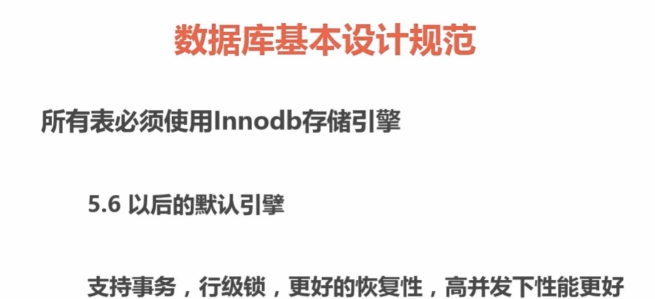 数据库基本设计规范
所有表必须使用Innodb存储引擎
5.6 以后的默认引擎
支持事务，行级锁，更好的恢复性，高并发下性能更好